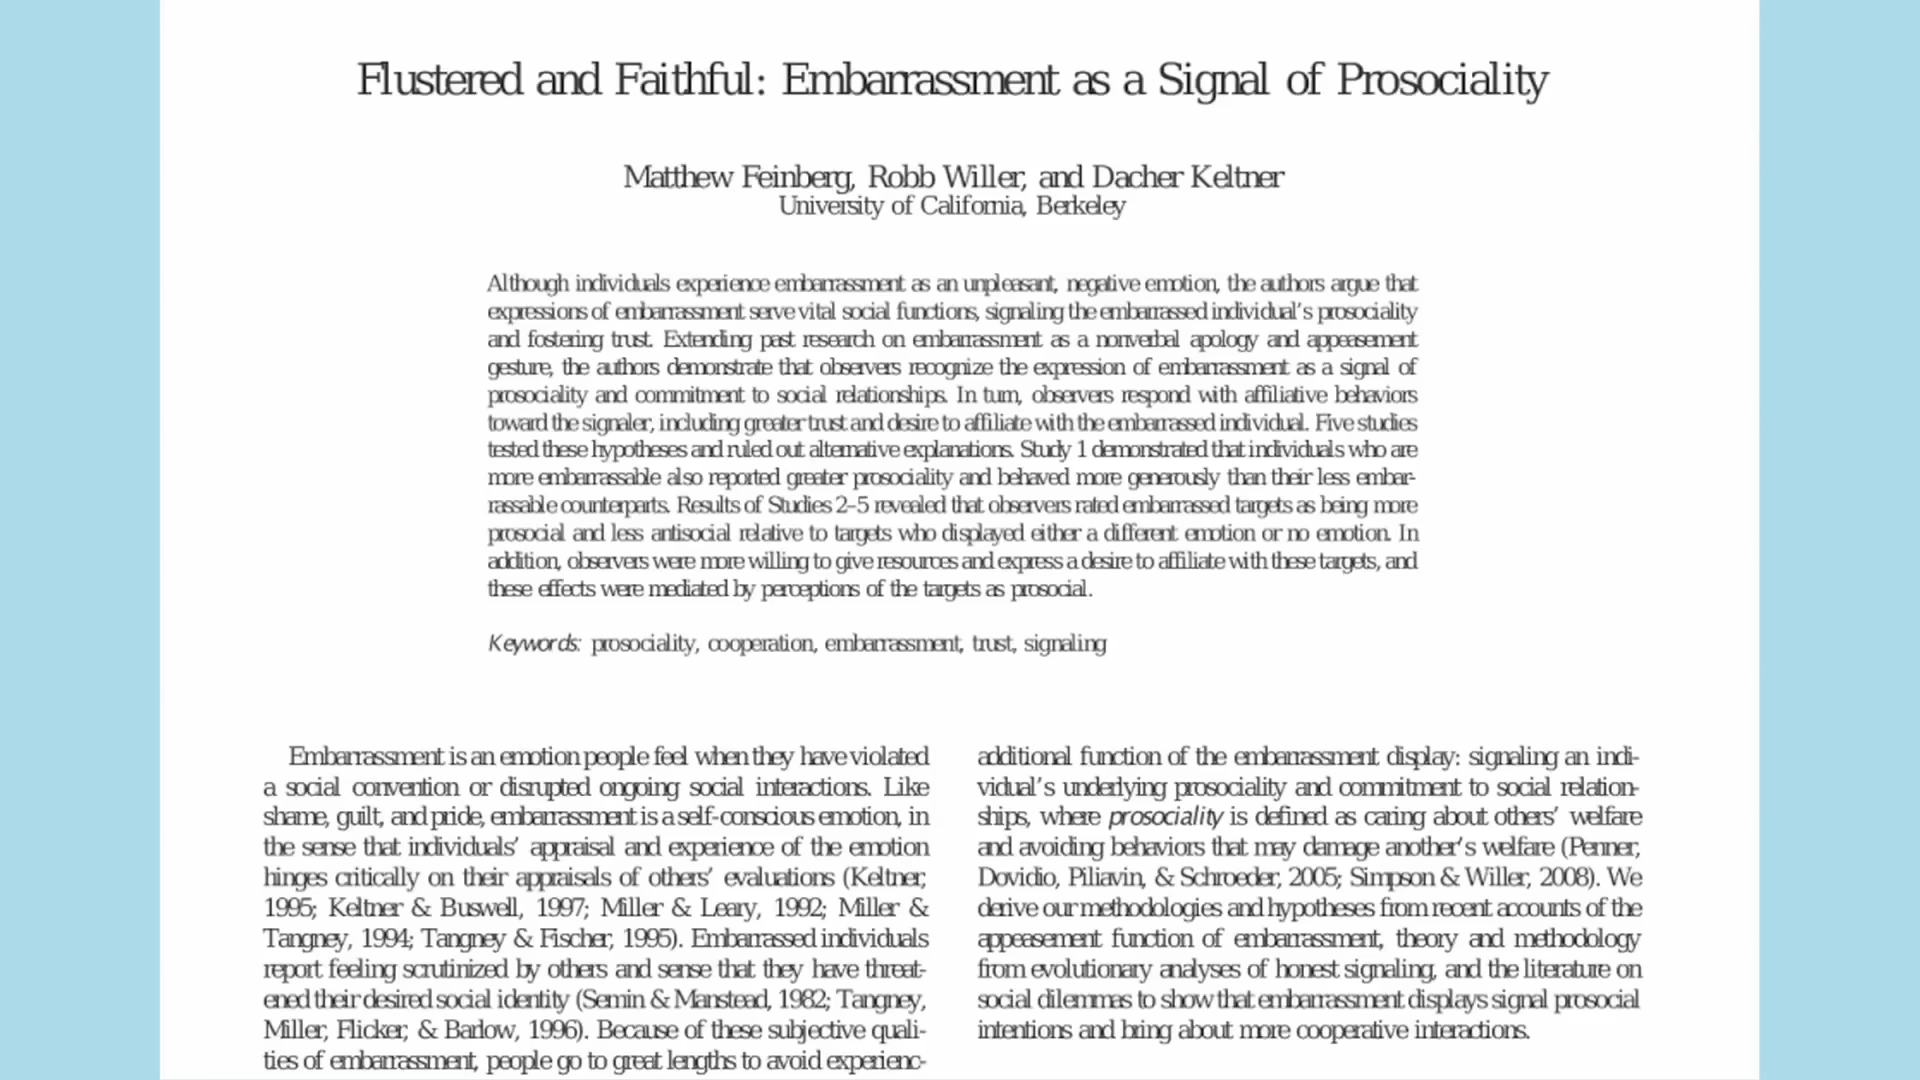 Flustered and Faithful: Embarrassment as a Signal of Prosociality
Matthew Feinberg, Robb Willer, and Dacher Keltner
University of California, Berkeley
Although individuals experience embarrassment as an unpleasant, negative emotion, the authors argue that
expressions of embarrassment serve vital social functions, signaling the embarrassed individual's prosociality
and fostering trust. Extending past research on embarrassment as a nonverbal apology and appeasement
gesture, the authors demonstrate that observers recognize the expression of embarrassment as a signal of
prosociality and commitment to social relationships. In turn, observers respond with affiliative behaviors
toward the signaler, including greater trust and desire to affiliate with the embarrassed individual. Five studies
tested these hypotheses and ruled out alternative explanations. Study 1 demonstrated that individuals who are
more embarrassable also reported greater prosociality and behaved more generously than their less embar-
rassable counterparts. Results of Studies 2–5 revealed that observers rated embarrassed targets as being more
prosocial and less antisocial relative to targets who displayed either a different emotion or no emotion. In
addition, observers were more willing to give resources and express a desire to affiliate with these targets, and
these effects were mediated by perceptions of the targets as prosocial.
Keywords: prosociality, cooperation, embarrassment, trust, signaling
Embarrassment is an emotion people feel when they have violated
a social convention or disrupted ongoing social interactions. Like
shame, guilt, and pride, embarrassment is a self-conscious emotion, in
the sense that individuals' appraisal and experience of the emotion
hinges critically on their appraisals of others' evaluations (Keltner,
1995; Keltner & Buswell, 1997; Miller & Leary, 1992; Miller &
Tangney, 1994; Tangney & Fischer, 1995). Embarrassed individuals
report feeling scrutinized by others and sense that they have threat-
ened their desired social identity (Semin & Manstead, 1982; Tangney,
Miller, Flicker, & Barlow, 1996). Because of these subjective quali-
ties of embarrassment, people go to great lengths to avoid experienc-
additional function of the embarrassment display: signaling an indi-
vidual's underlying prosociality and commitment to social relation-
ships, where prosociality is defined as caring about others' welfare
and avoiding behaviors that may damage another's welfare (Penner,
Dovidio, Piliavin, & Schroeder, 2005; Simpson & Willer, 2008). We
derive our methodologies and hypotheses from recent accounts of the
appeasement function of embarrassment, theory and methodology
from evolutionary analyses of honest signaling, and the literature on
social dilemmas to show that embarrassment displays signal prosocial
intentions and bring about more cooperative interactions.